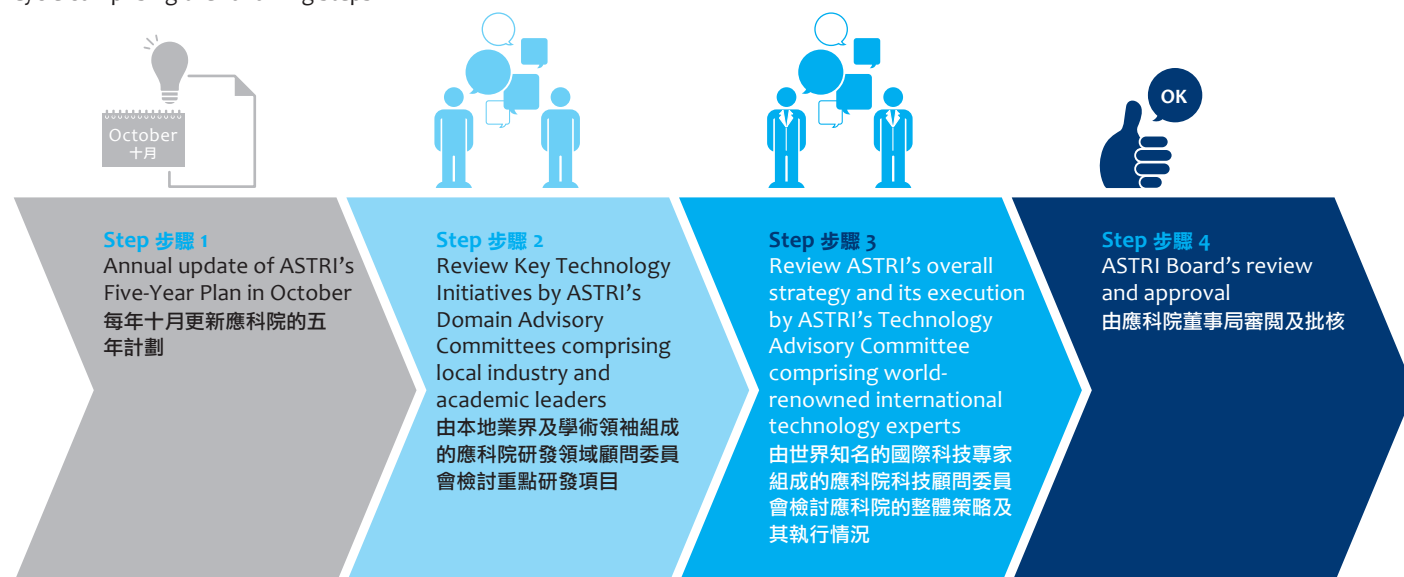 October
十月
OK
Step 步驟 1
Annual update of ASTRI’s
Five-Year Plan in October
每年十月更新應科院的五
年計劃
Step 步驟 2
Review Key Technology
Initiatives by ASTRI’s
Domain Advisory
Committees comprising
local industry and
academic leaders
由本地業界及學術領袖組成
的應科院研發領域顧問委員
會檢討重點研發項目
Step 步驟 3
Review ASTRI’s overall
strategy and its execution
by ASTRI’s Technology
Advisory Committee
comprising world-
renowned international
technology experts
由世界知名的國際科技專家
組成的應科院科技顧問委員
會檢討應科院的整體策略及
其執行情況
Step 步驟 4
ASTRI Board’s review
and approval
由應科院董事局審閱及批核